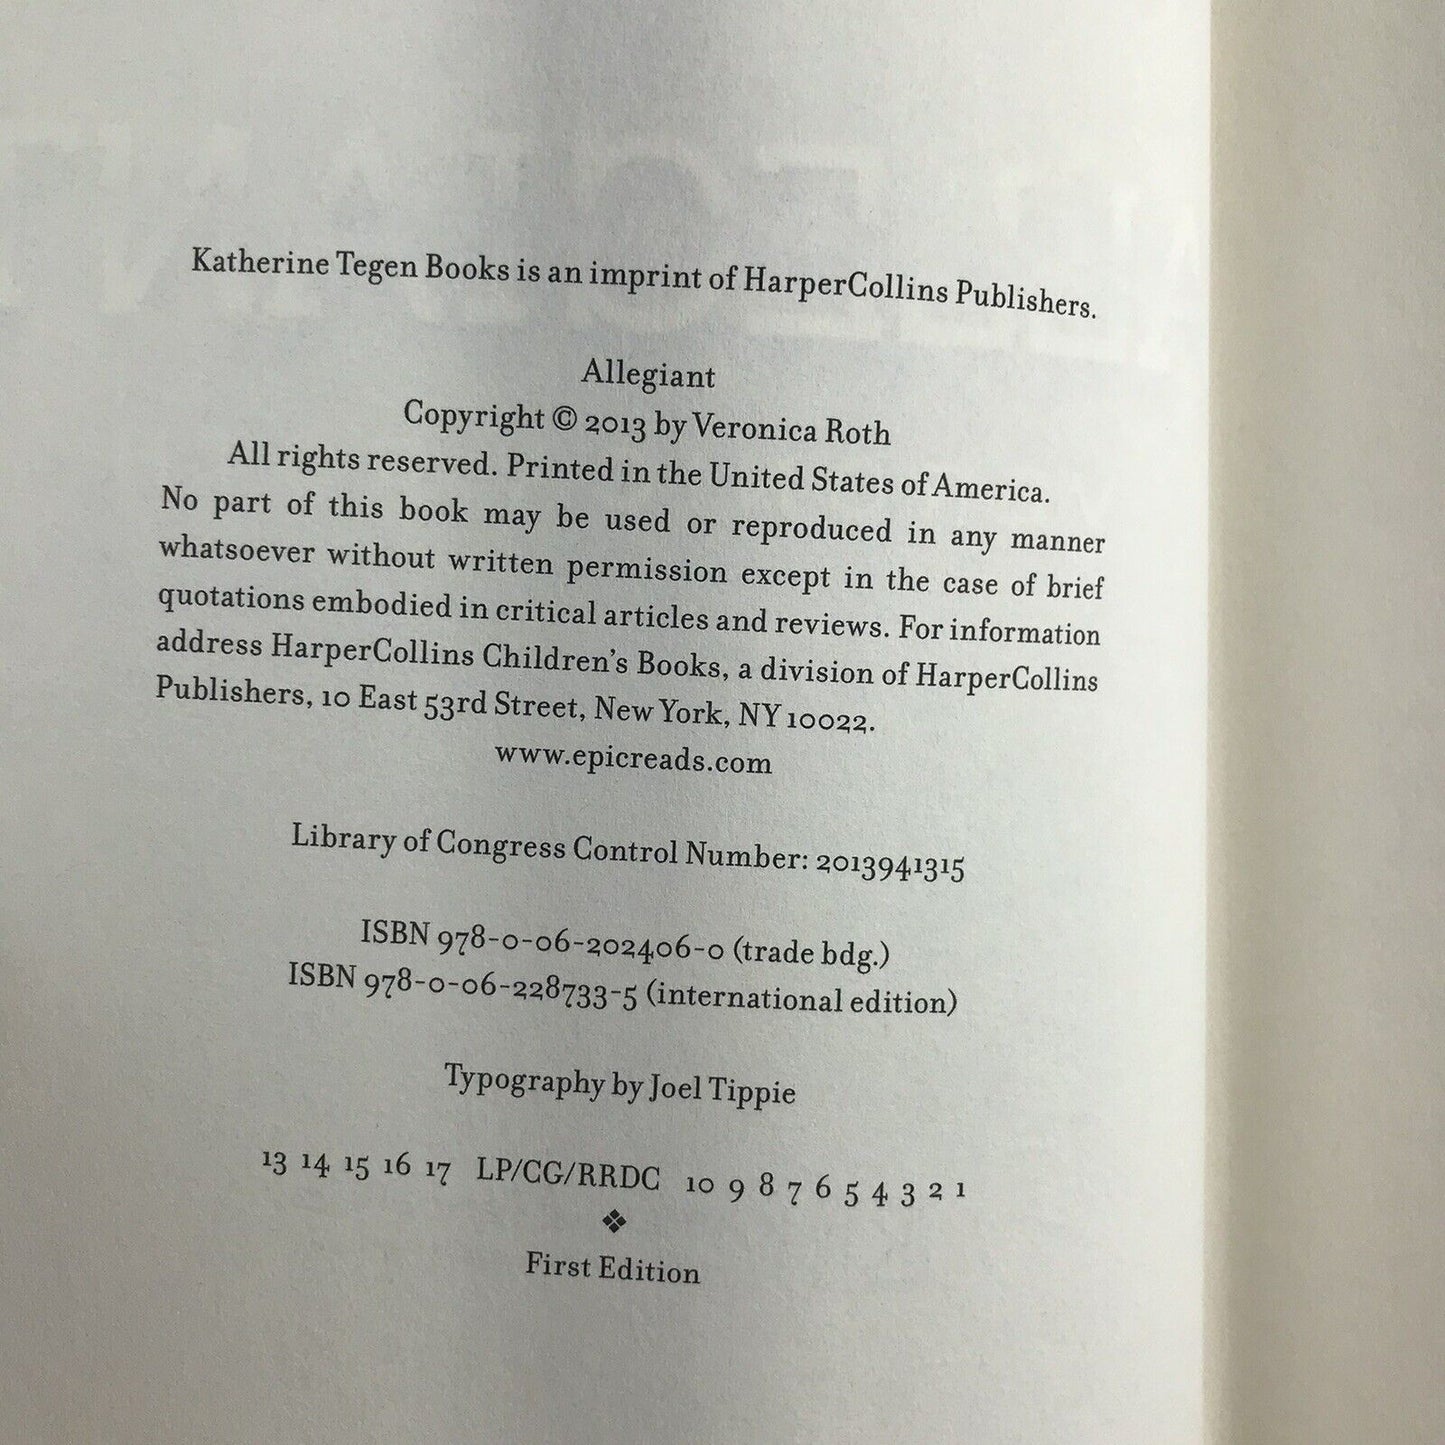 Katherine Tegen Books is an imprint of HarperCollins Publishers.
Allegiant
Copyright © 2013 by Veronica Roth
All rights reserved. Printed in the United States of America.
No part of this book may be used or reproduced in any manner
whatsoever without written permission except in the case of brief
quotations embodied in critical articles and reviews. For information
address HarperCollins Children's Books, a division of HarperCollins
Publishers, 10 East 53rd Street, New York, NY 10022.
www.epicreads.com
Library of Congress Control Number: 2013941315
ISBN 978-0-06-202406-0 (trade bdg.)
ISBN 978-0-06-228733-5 (international edition)
Typography by Joel Tippie
13 14 15 16 17 LP/CG/RRDC 10 9 8 7 6 5 4 3 2 1
❖
First Edition